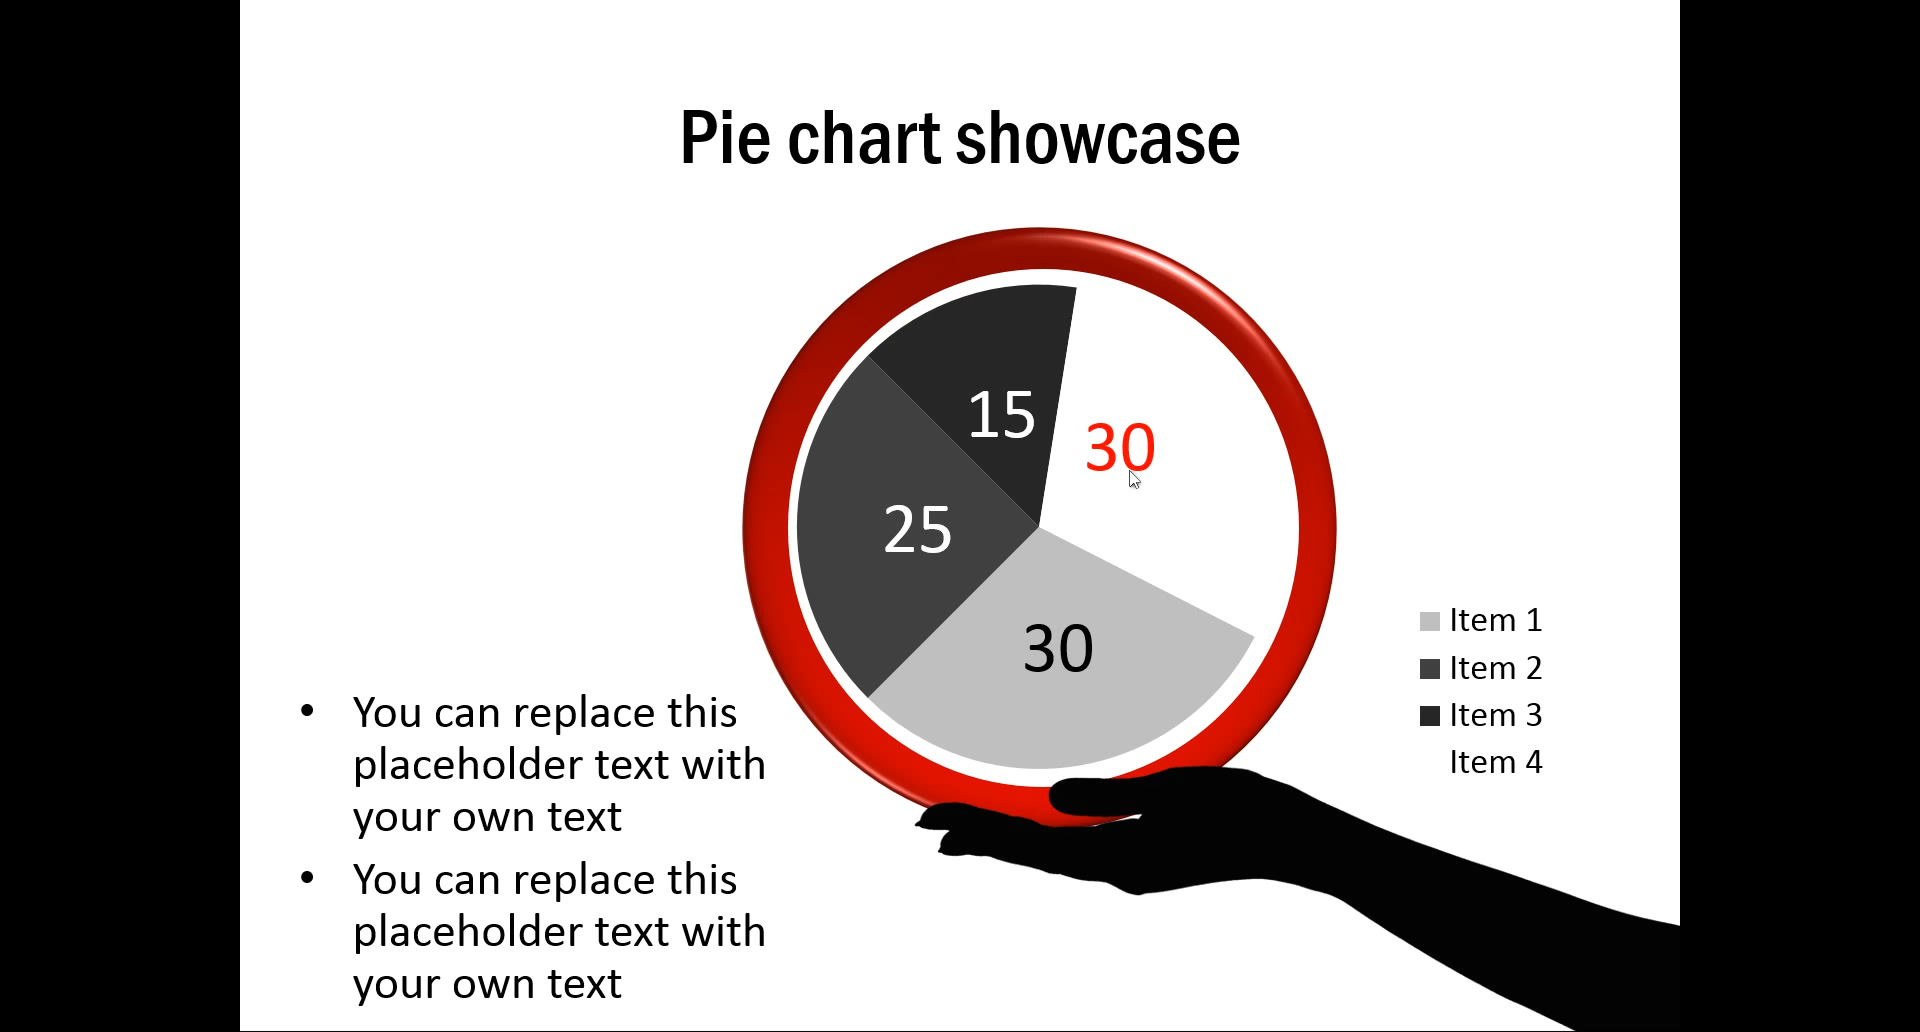 Pie chart showcase
15
30
25
30
Item 1
Item 2
Item 3
Item 4
• You can replace this
placeholder text with
your own text
• You can replace this
placeholder text with
your own text